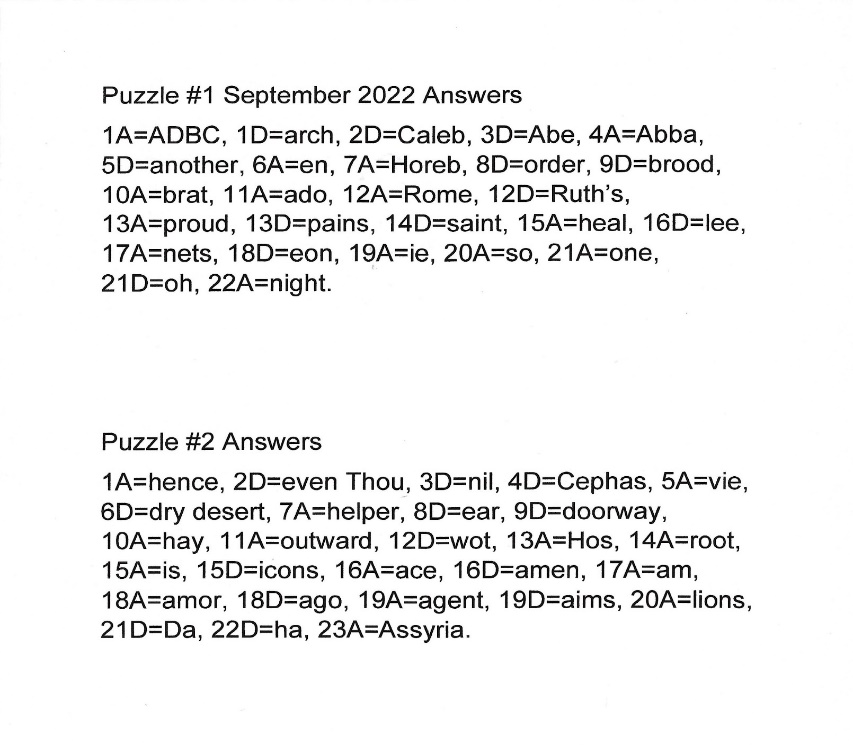 Puzzle #1 September 2022 Answers
1A=ADBC, 1D=arch, 2D=Caleb, 3D=Abe, 4A=Abba,
5D=another, 6A=en, 7A=Horeb, 8D=order, 9D=brood,
10A=brat, 11A=ado, 12A=Rome, 12D=Ruth's,
13A=proud, 13D=pains, 14D=saint, 15A=heal, 16D=lee,
17A=nets, 18D=eon, 19A=ie, 20A=so, 21A=one,
21D=oh, 22A=night.
Puzzle #2 Answers
1A=hence, 2D=even Thou, 3D=nil, 4D=Cephas, 5A=vie,
6D=dry desert, 7A=helper, 8D=ear, 9D=doorway,
10A=hay, 11A=outward, 12D=wot, 13A=Hos, 14A=root,
15A=is, 15D=icons, 16A=ace, 16D=amen, 17A=am,
18A=amor, 18D=ago, 19A=agent, 19D=aims, 20A=lions,
21D=Da, 22D=ha, 23A=Assyria.